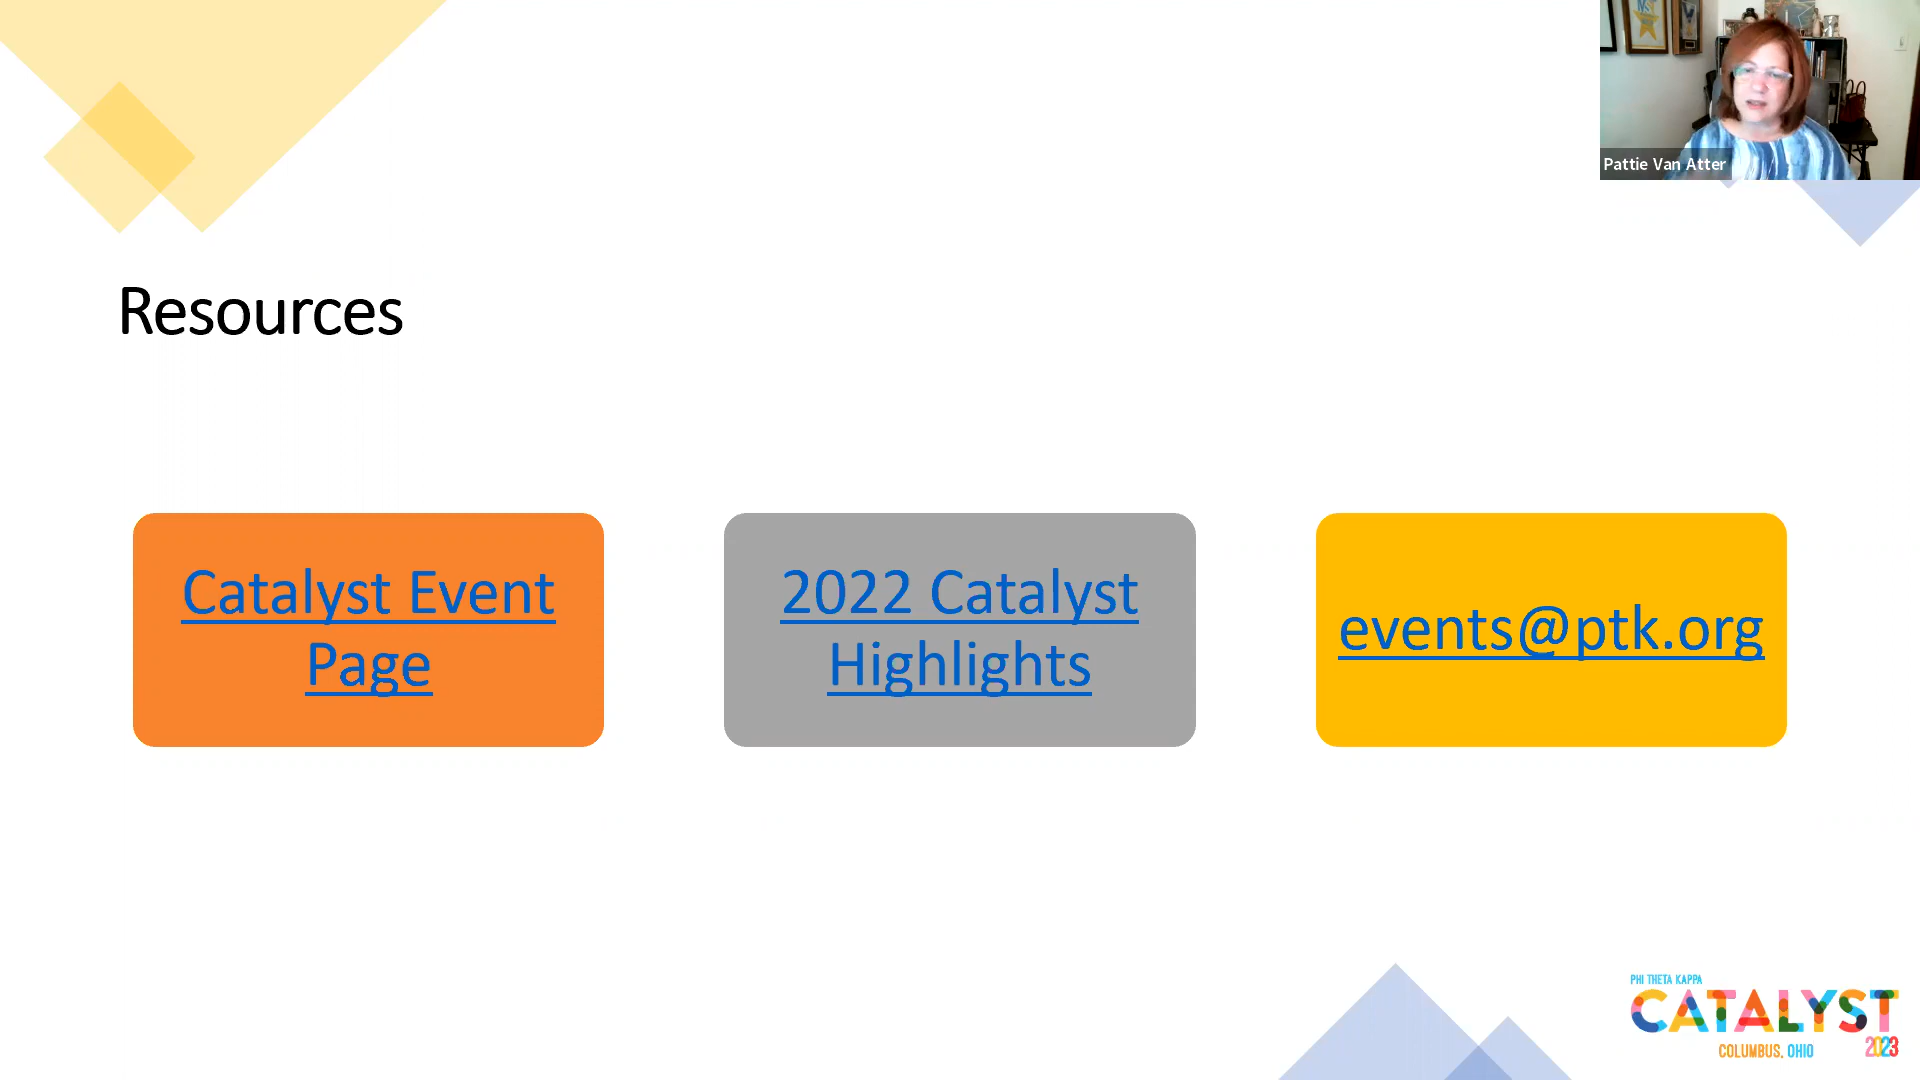 Pattie Van Atter
Resources
Catalyst Event
Page
2022 Catalyst
Highlights
events@ptk.org
PHI THETA KAPPA
CATALYST
COLUMBUS, OHIO 2023